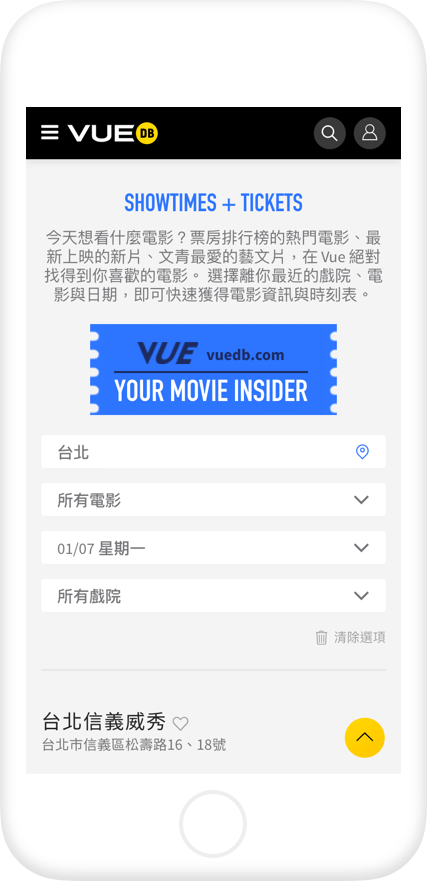 VUE DB
SHOWTIMES + TICKETS
今天想看什麼電影？票房排行榜的熱門電影、最
新上映的新片、文青最愛的藝文片，在 Vue 絕對
找得到你喜歡的電影。 選擇離你最近的戲院、電
影與日期，即可快速獲得電影資訊與時刻表。
VUE vuedb.com
YOUR MOVIE INSIDER
台北
所有電影
01/07 星期一
所有戲院
清除選項
台北信義威秀
台北市信義區松壽路16、18號